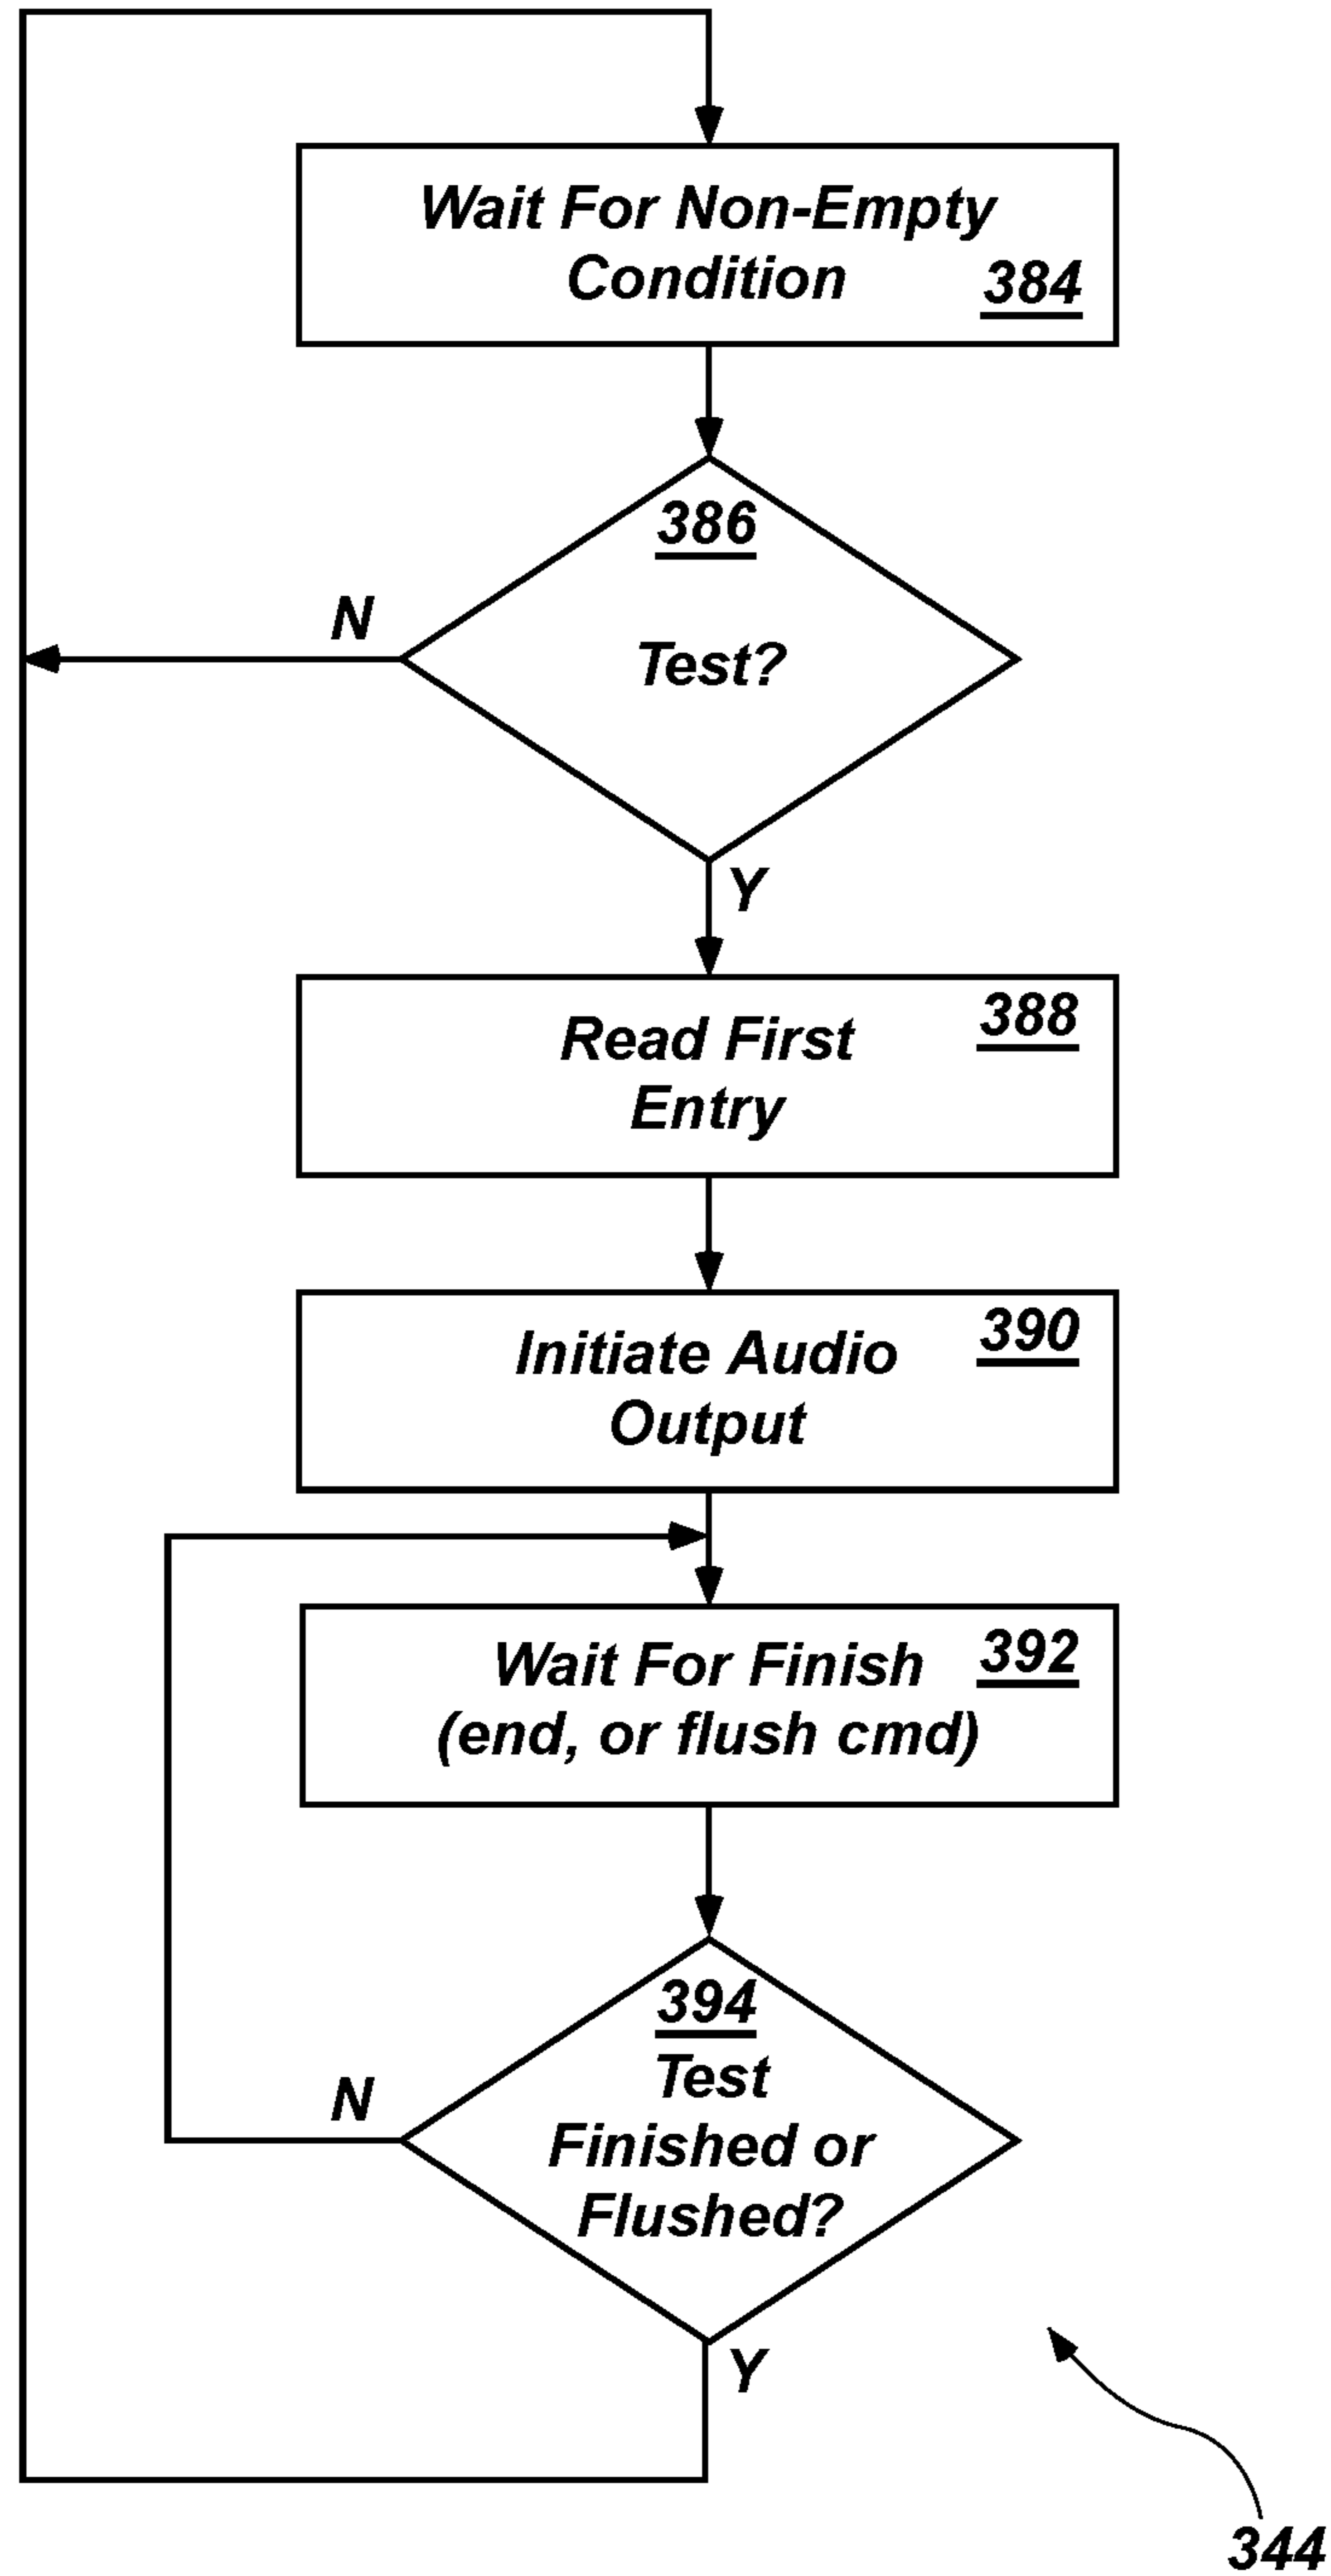 Wait For Non-Empty
Condition
384
386
Test?
N
Y
388
Read First
Entry
390
Initiate Audio
Output
392
Wait For Finish
(end, or flush cmd)
394
Test
Finished or
Flushed?
N
Y
344